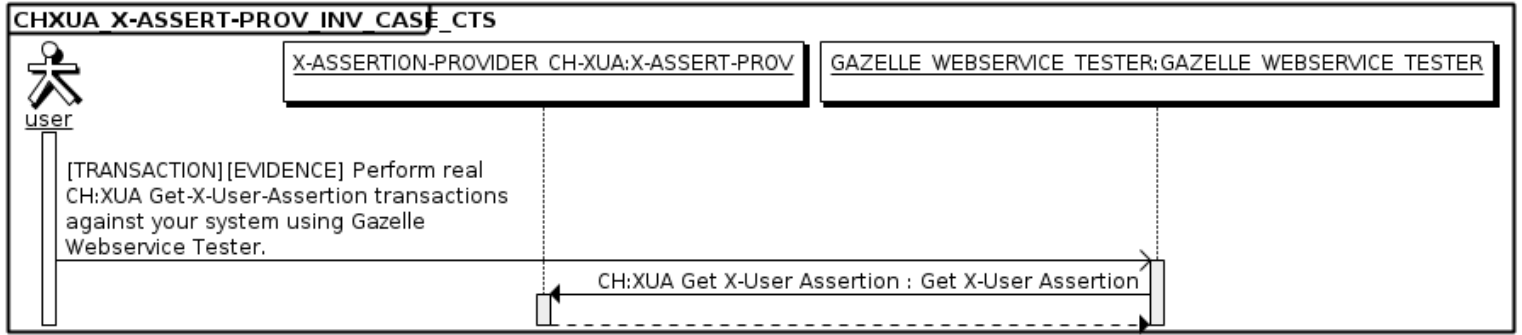 CHXUA_X-ASSERT-PROV_INV_CASE_CTS
X-ASSERTION-PROVIDER_CH-XUA:X-ASSERT-PROV
GAZELLE_WEBSERVICE_TESTER:GAZELLE_WEBSERVICE_TESTER
user
[TRANSACTION][EVIDENCE] Perform real
CH:XUA Get-X-User-Assertion transactions
against your system using Gazelle
Webservice Tester.
CH:XUA Get X-User Assertion : Get X-User Assertion